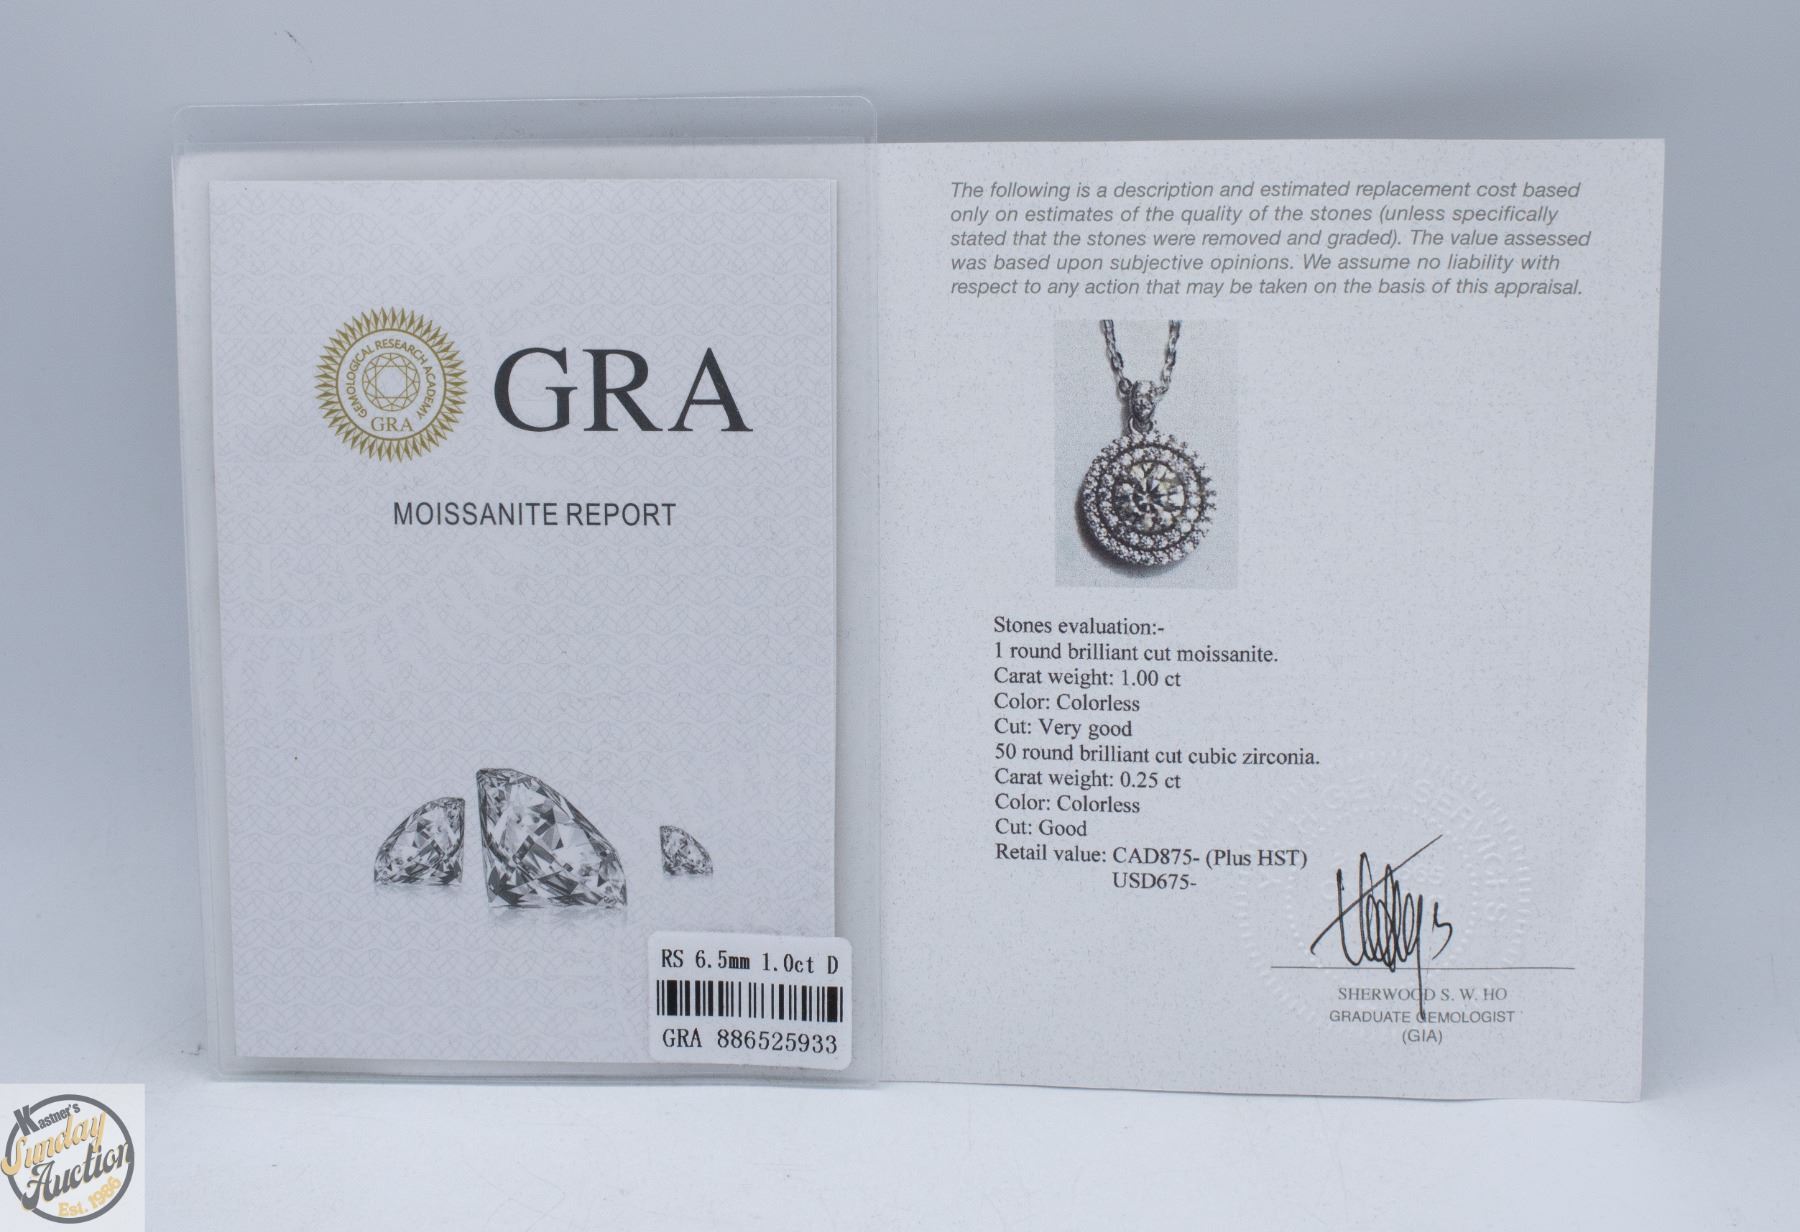 GEMOLOGICAL RESEARCH ACADEMY
GRA
GRA
MOISSANITE REPORT
RS 6.5mm 1.0ct D
GRA 886525933
The following is a description and estimated replacement cost based
only on estimates of the quality of the stones (unless specifically
stated that the stones were removed and graded). The value assessed
was based upon subjective opinions. We assume no liability with
respect to any action that may be taken on the basis of this appraisal.
Stones evaluation:-
1 round brilliant cut moissanite.
Carat weight: 1.00 ct
Color: Colorless
Cut: Very good
50 round brilliant cut cubic zirconia.
Carat weight: 0.25 ct
Color: Colorless
Cut: Good
Retail value: CAD875- (Plus HST)
USD675-
SHERWOOD S. W. HO
GRADUATE GEMOLOGIST
(GIA)
Kastner's
Sunday
Auction
Est. 1986